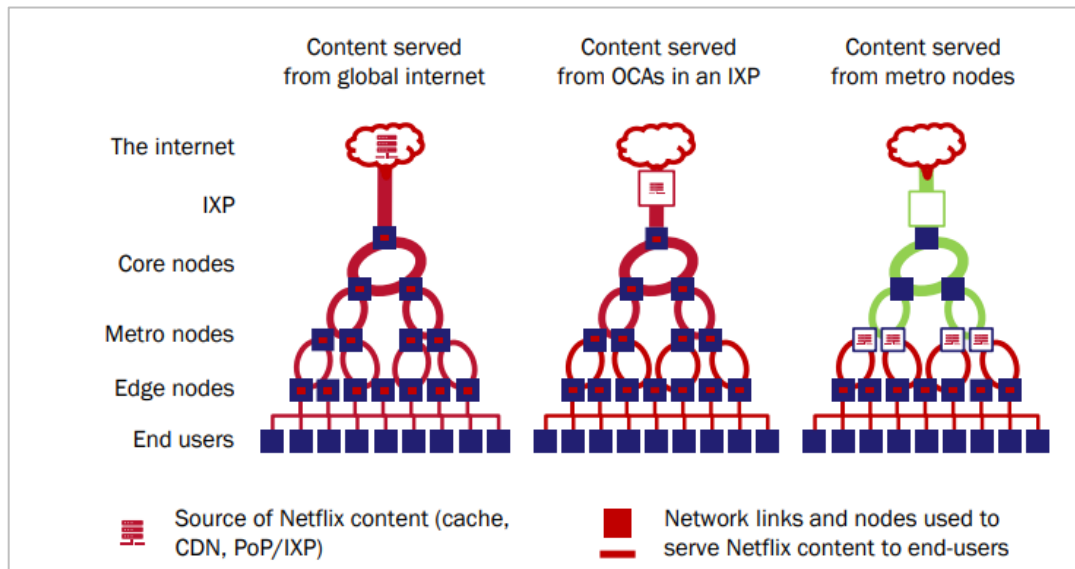 Content served
from global internet
Content served
from OCAs in an IXP
Content served
from metro nodes
The internet
IXP
Core nodes
Metro nodes
Edge nodes
End users
Source of Netflix content (cache,
CDN, PoP/IXP)
Network links and nodes used to
serve Netflix content to end-users